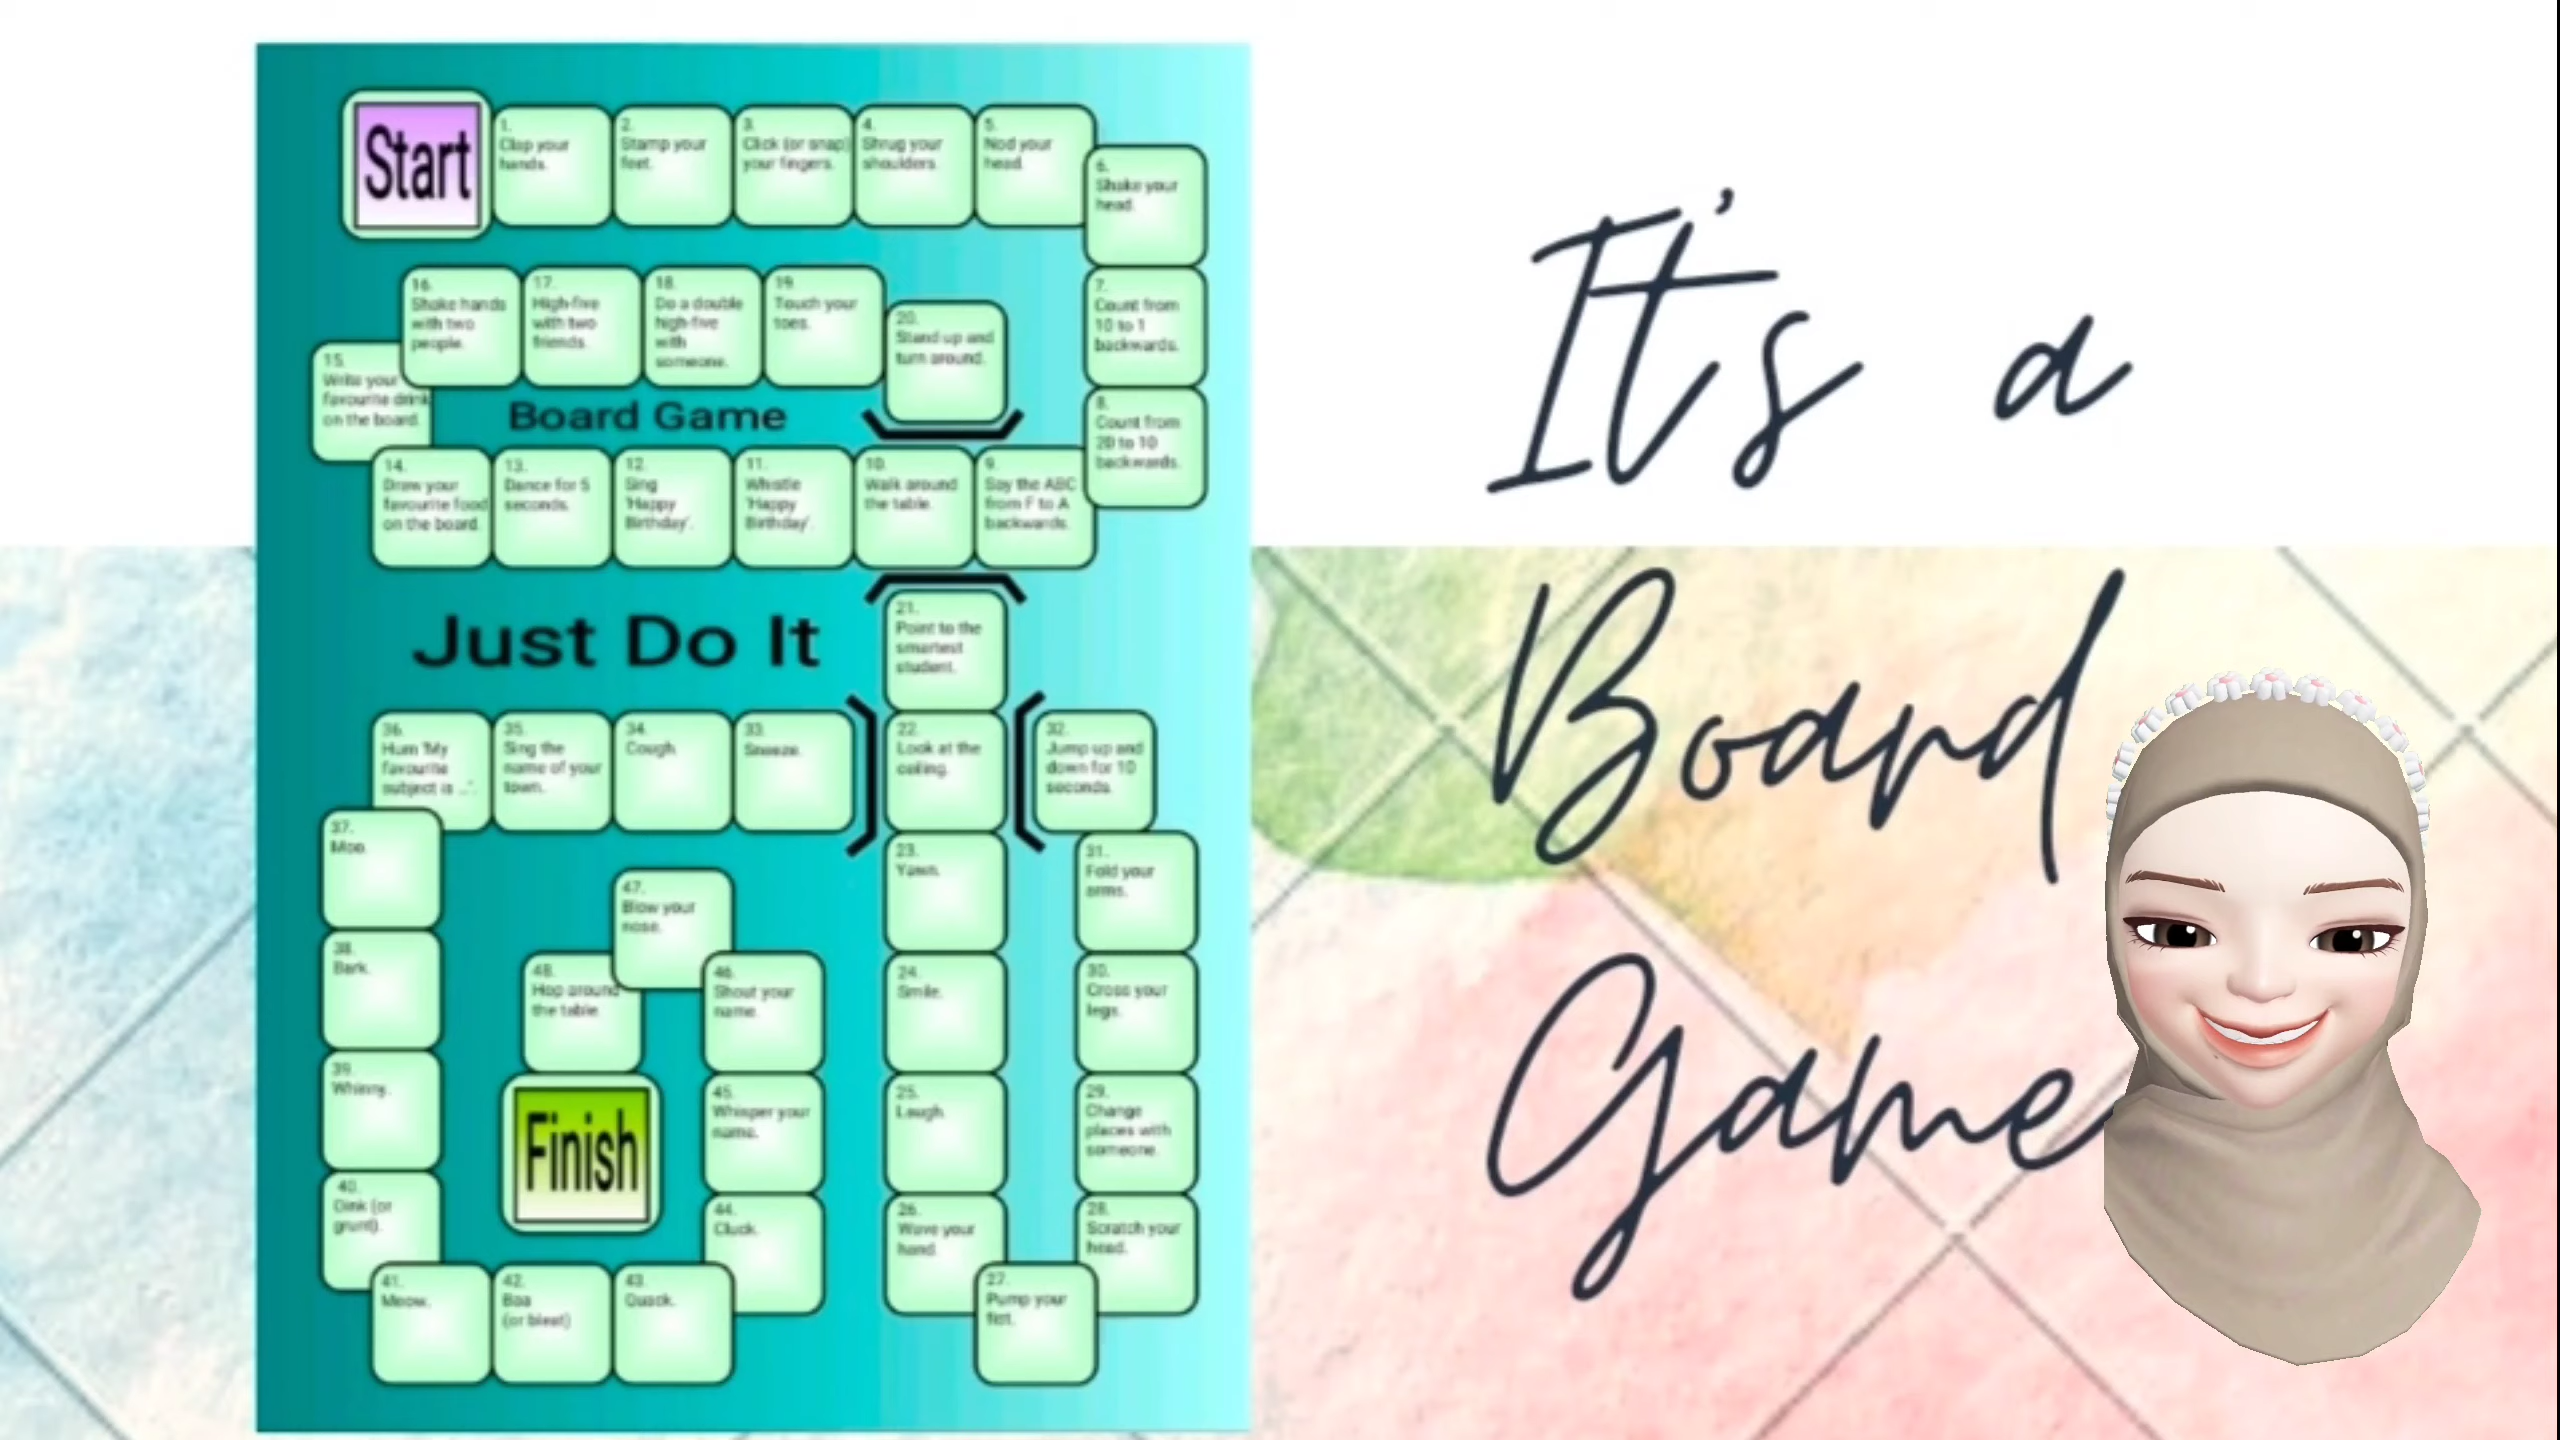 Start
1.
Clap your
hands.
2.
Stamp your
feet.
3.
Click (or snap)
your fingers.
4.
Shrug your
shoulders.
5.
Nod your
head.
6.
Shake your
head.
7.
Count from
10 to 1
backwards.
8.
Count from
20 to 10
backwards.
9.
Say the ABC
from F to A
backwards.
10.
Walk around
the table.
11.
Whistle
'Happy
Birthday'.
12.
Sing
'Happy
Birthday'.
13.
Dance for 5
seconds.
14.
Draw your
favourite food
on the board.
15.
Write your
favourite drink
on the board.
16.
Shake hands
with two
people.
17.
High-five
with two
friends.
18.
Do a double
high-five
with
someone.
19.
Touch your
toes.
20.
Stand up and
turn around.
Board Game
Just Do It
21.
Point to the
smartest
student.
22.
Look at the
ceiling.
23.
Yawn.
24.
Smile.
25.
Laugh.
26.
Wave your
hand.
27.
Pump your
fist.
28.
Scratch your
head.
29.
Change
places with
someone.
30.
Cross your
legs.
31.
Fold your
arms.
32.
Jump up and
down for 10
seconds.
33.
Sneeze.
34.
Cough.
35.
Sing the
name of your
town.
36.
Hum 'My
favourite
subject is ...'.
37.
Moo.
38.
Bark.
39.
Whinny.
40.
Oink (or
grunt).
41.
Meow.
42.
Baa
(or bleat)
43.
Quack.
44.
Cluck.
45.
Whisper your
name.
46.
Shout your
name.
47.
Blow your
nose.
48.
Hop around
the table.
Finish
It's a
Board
Game